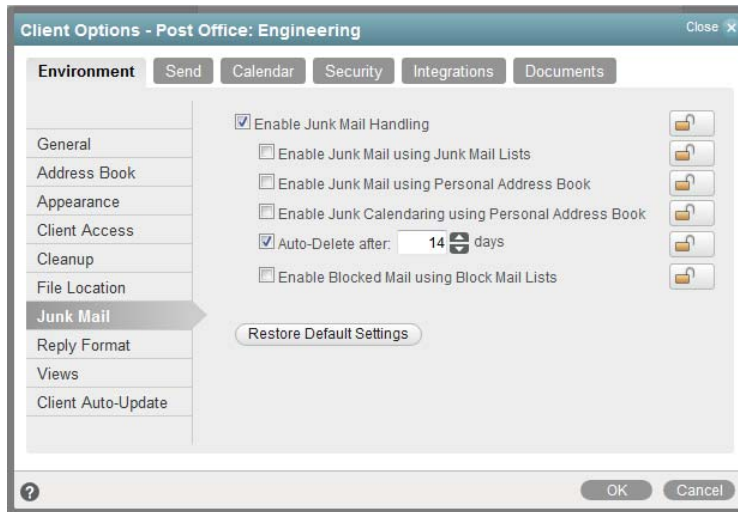 Client Options - Post Office: Engineering Close
Environment Send Calendar Security Integrations Documents
General
Address Book
Appearance
Client Access
Cleanup
File Location
Junk Mail
Reply Format
Views
Client Auto-Update
Enable Junk Mail Handling
Enable Junk Mail using Junk Mail Lists
Enable Junk Mail using Personal Address Book
Enable Junk Calendaring using Personal Address Book
Auto-Delete after: 14 days
Enable Blocked Mail using Block Mail Lists
Restore Default Settings
? OK Cancel